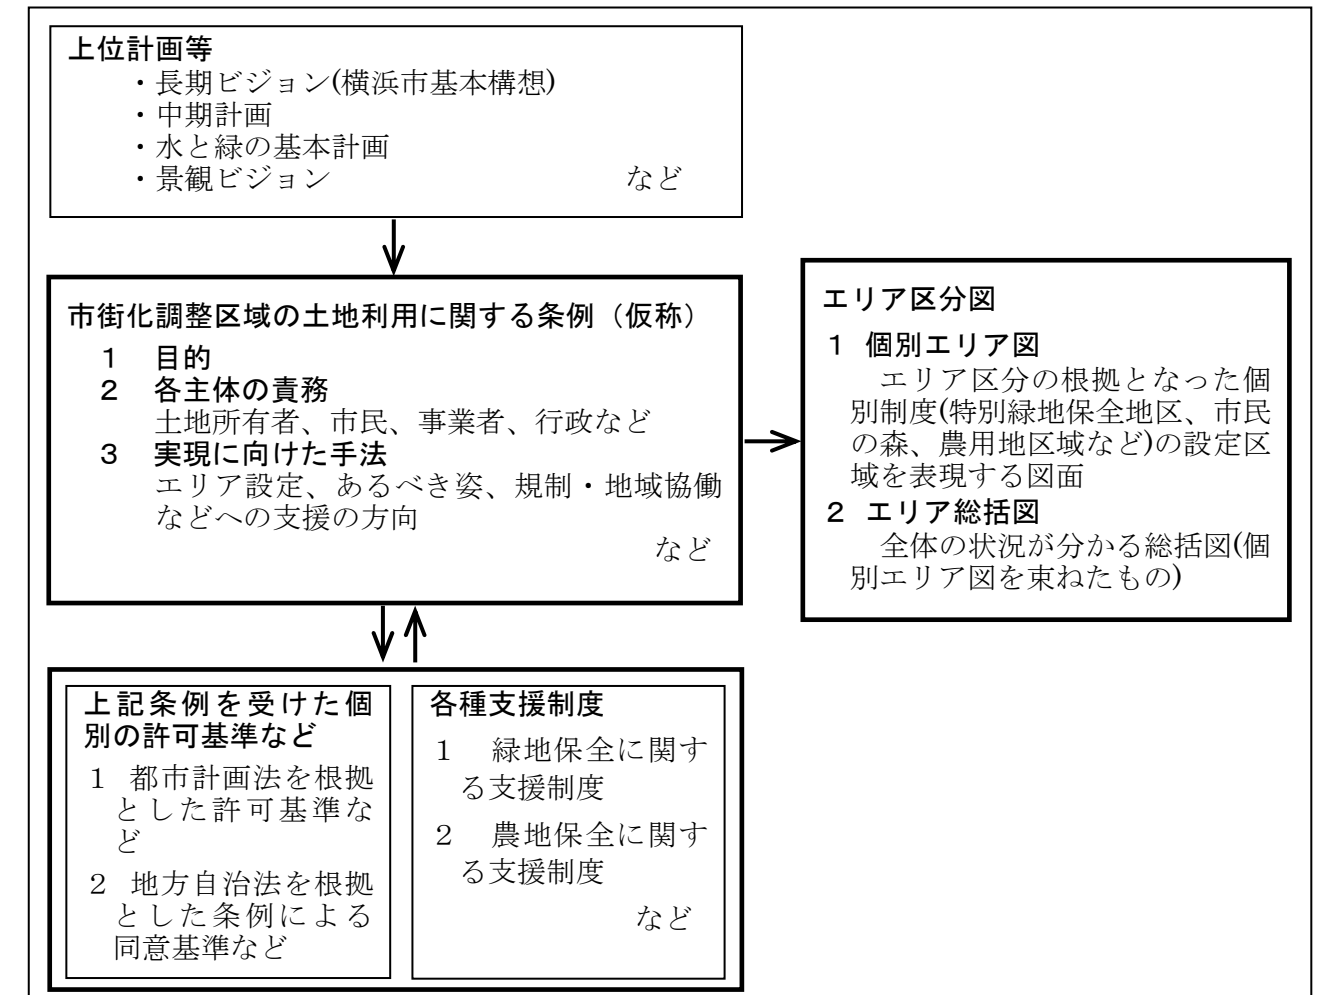 上位計画等
・長期ビジョン(横浜市基本構想)
・中期計画
・水と緑の基本計画
・景観ビジョン　　　　　　　　　　など
市街化調整区域の土地利用に関する条例（仮称）
１　目的
２　各主体の責務
土地所有者、市民、事業者、行政など
３　実現に向けた手法
エリア設定、あるべき姿、規制・地域協働
などへの支援の方向
など
エリア区分図
１ 個別エリア図
エリア区分の根拠となった個
別制度(特別緑地保全地区、市民
の森、農用地区域など)の設定区
域を表現する図面
２ エリア総括図
全体の状況が分かる総括図(個
別エリア図を束ねたもの)
上記条例を受けた個
別の許可基準など
１ 都市計画法を根拠
とした許可基準な
ど
２ 地方自治法を根拠
とした条例による
同意基準など
各種支援制度
１　緑地保全に関す
る支援制度
２　農地保全に関す
る支援制度
など